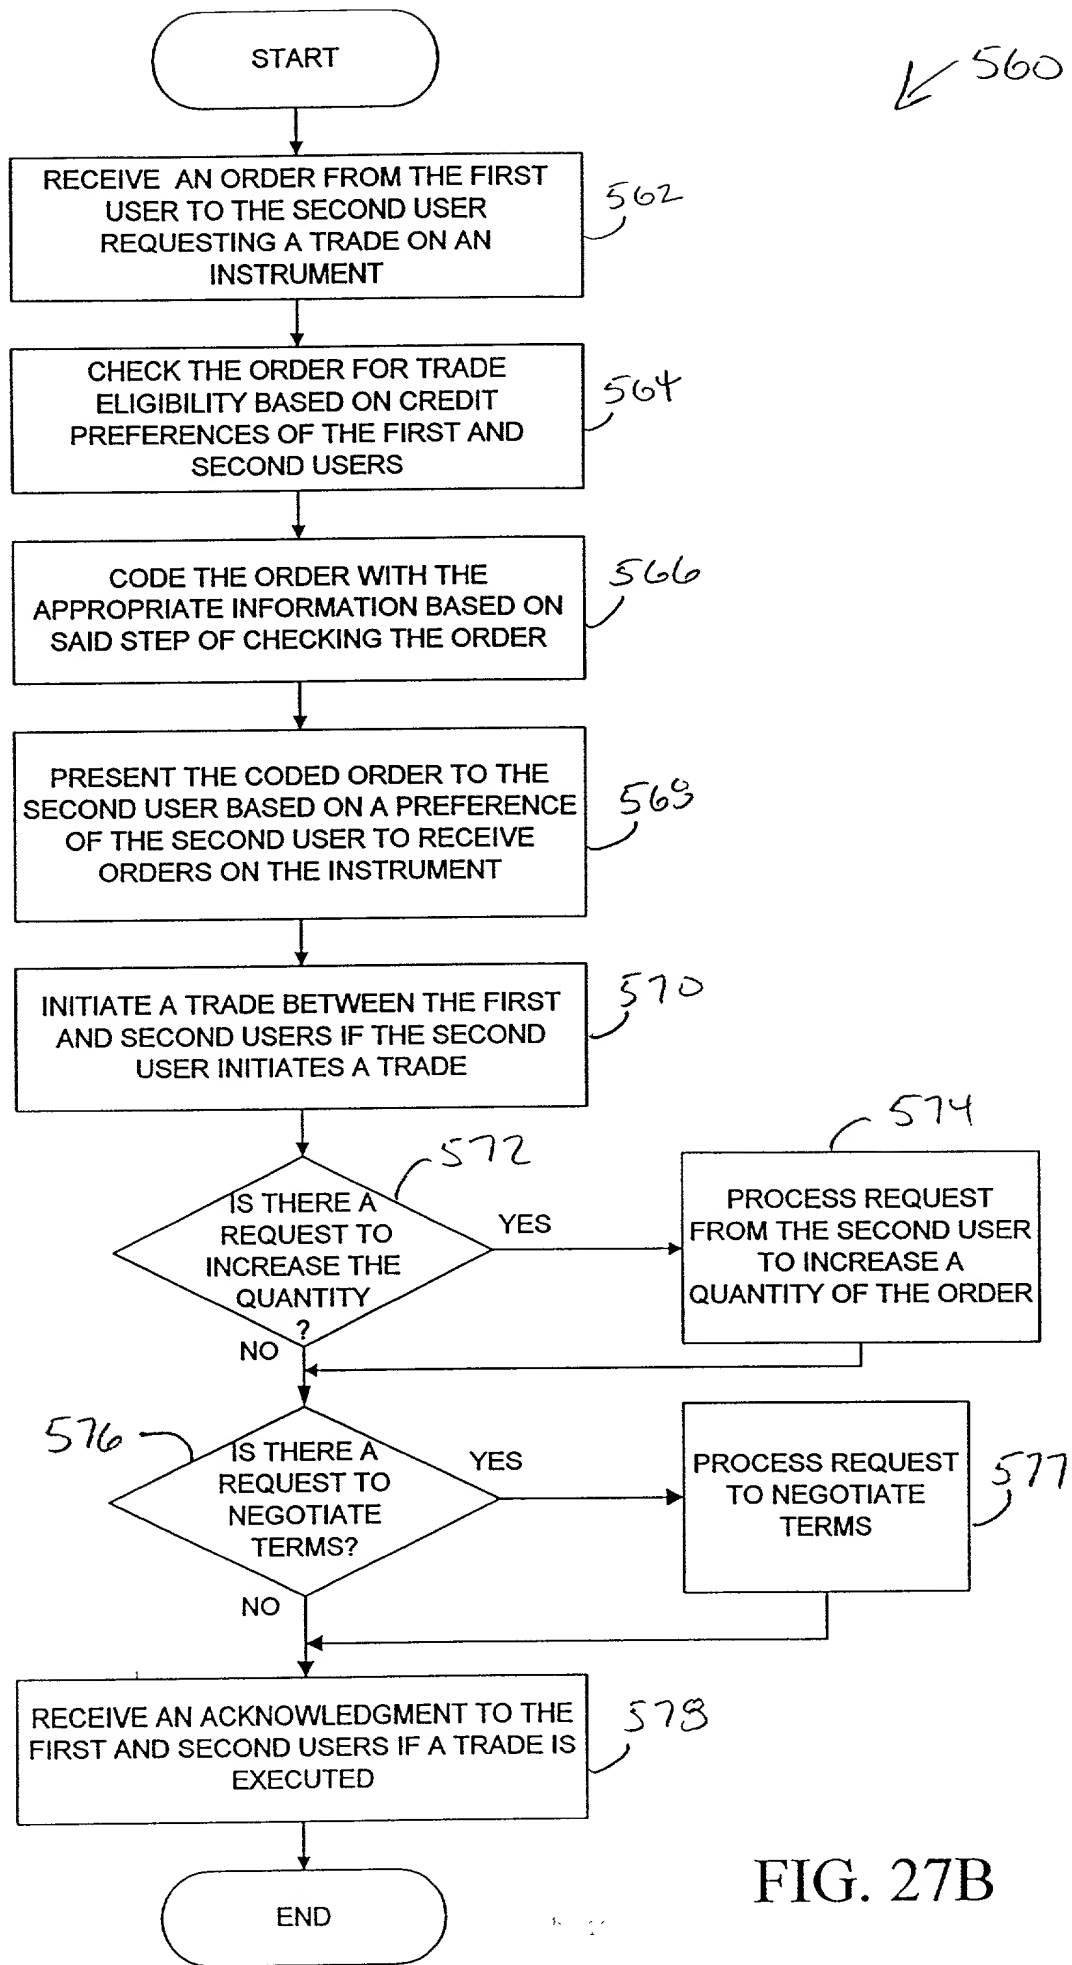 START
560
RECEIVE AN ORDER FROM THE FIRST
USER TO THE SECOND USER
REQUESTING A TRADE ON AN
INSTRUMENT
562
CHECK THE ORDER FOR TRADE
ELIGIBILITY BASED ON CREDIT
PREFERENCES OF THE FIRST AND
SECOND USERS
564
CODE THE ORDER WITH THE
APPROPRIATE INFORMATION BASED ON
SAID STEP OF CHECKING THE ORDER
566
PRESENT THE CODED ORDER TO THE
SECOND USER BASED ON A PREFERENCE
OF THE SECOND USER TO RECEIVE
ORDERS ON THE INSTRUMENT
568
INITIATE A TRADE BETWEEN THE FIRST
AND SECOND USERS IF THE SECOND
USER INITIATES A TRADE
570
572
IS THERE A
REQUEST TO
INCREASE THE
QUANTITY
?
YES
NO
574
PROCESS REQUEST
FROM THE SECOND USER
TO INCREASE A
QUANTITY OF THE ORDER
576
IS THERE A
REQUEST TO
NEGOTIATE
TERMS?
YES
NO
PROCESS REQUEST
TO NEGOTIATE
TERMS
577
RECEIVE AN ACKNOWLEDGMENT TO THE
FIRST AND SECOND USERS IF A TRADE IS
EXECUTED
578
END
FIG. 27B